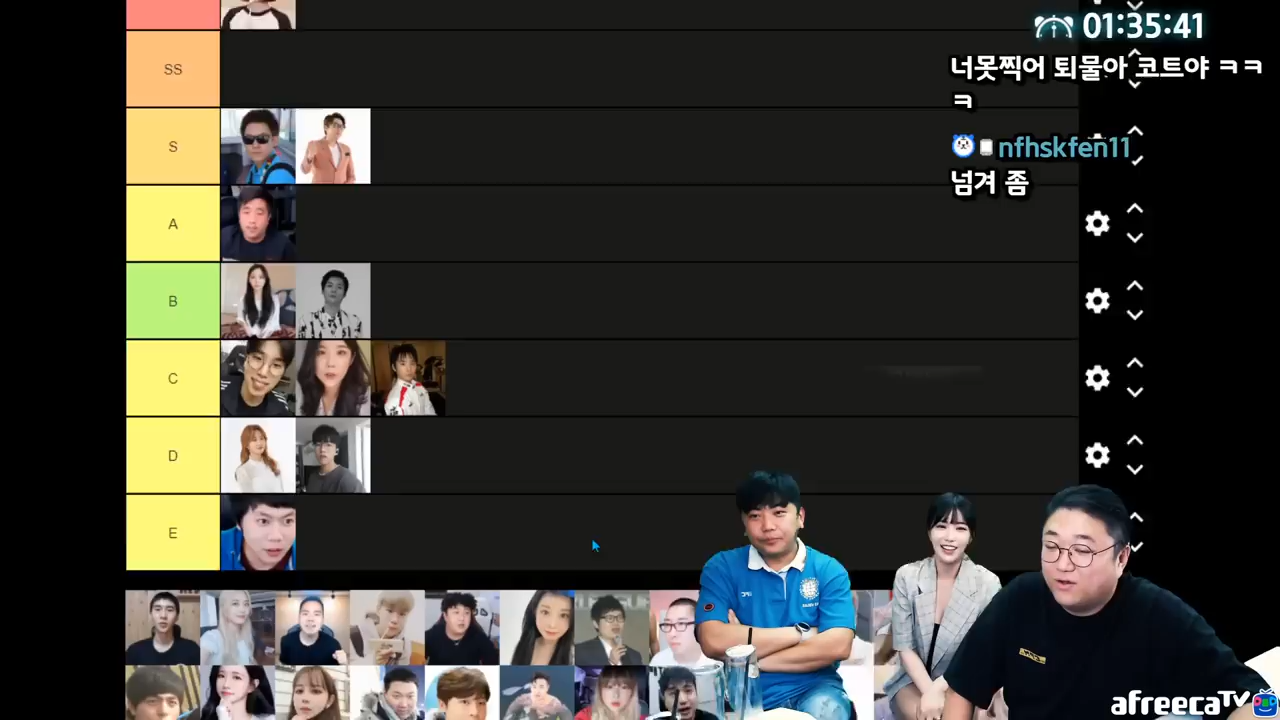 01:35:41
SS
너못찍어 퇴물아 코트야 ㅋㅋ
ㅋ
S
nfhskfen11
넘겨 좀
A
B
C
D
E
afreecaTV